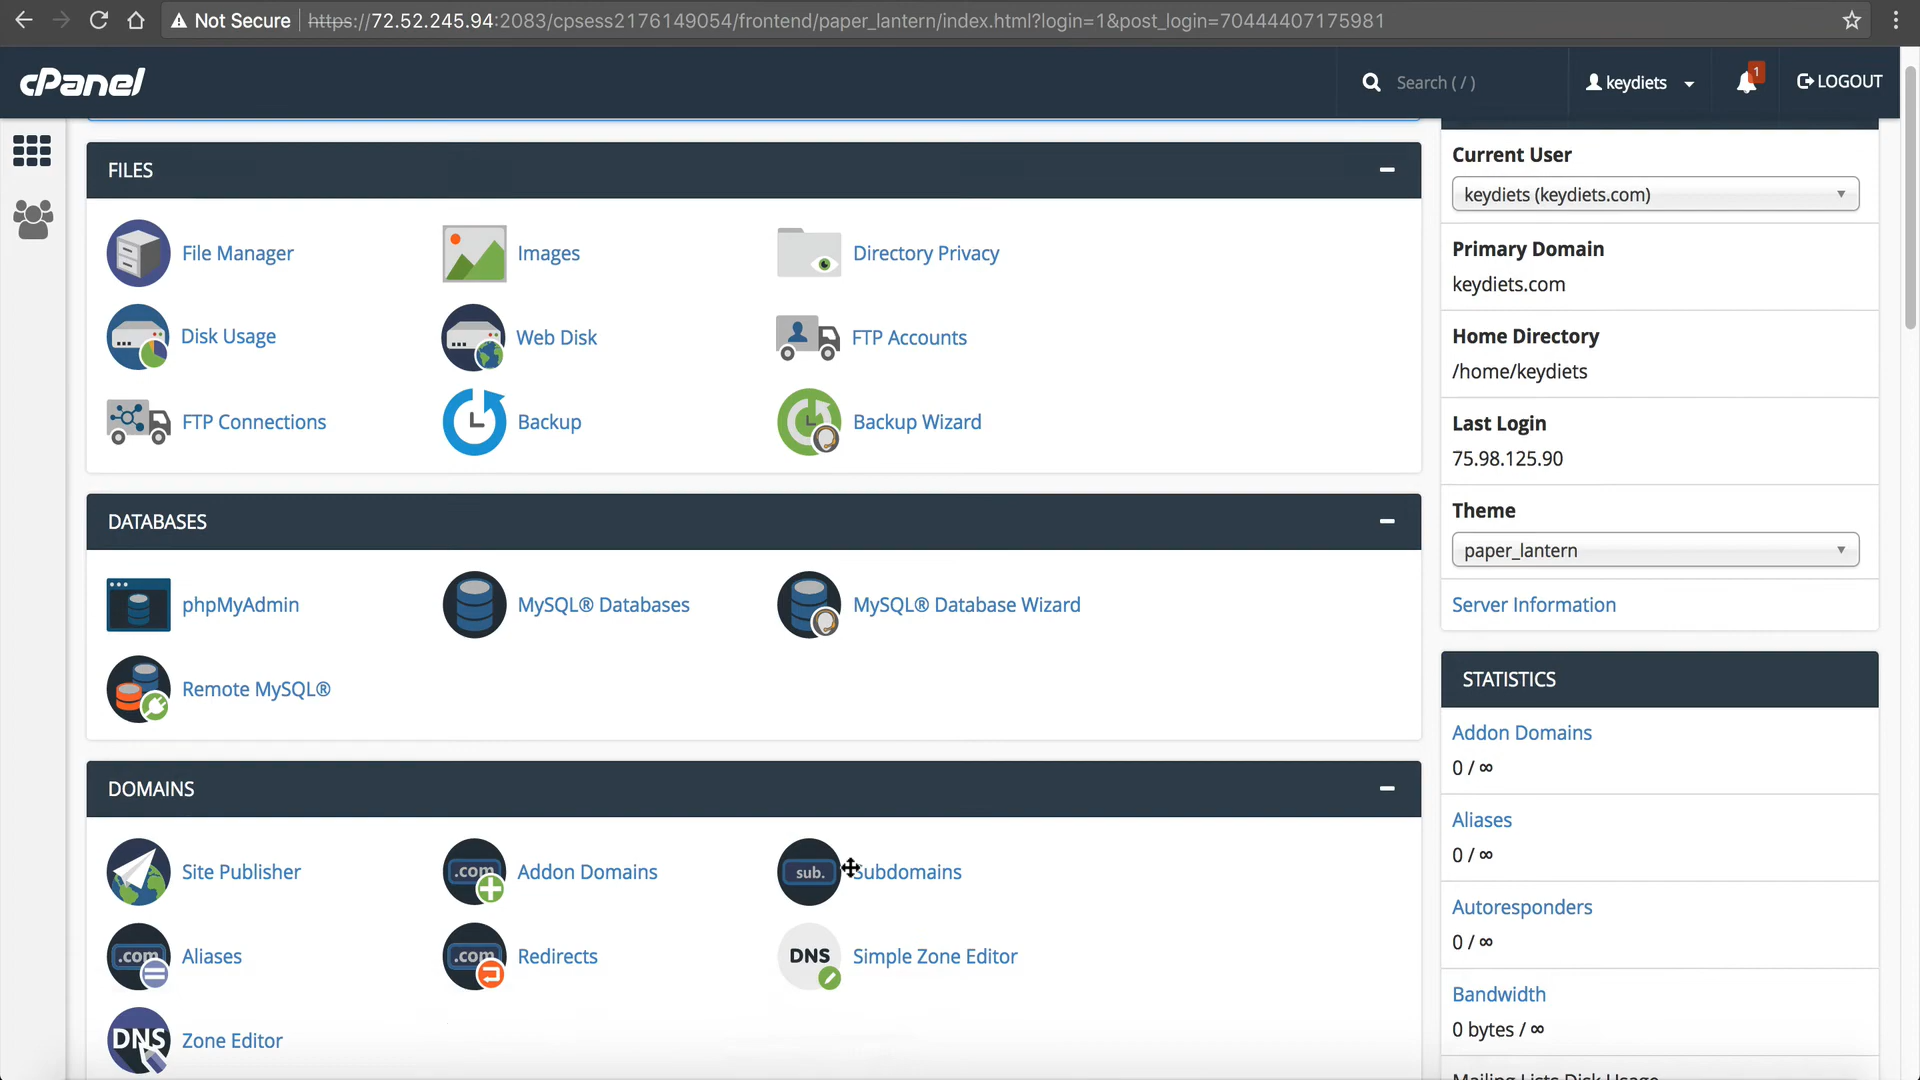 Not Secure https://72.52.245.94:2083/cpsess2176149054/frontend/paper_lantern/index.html?login=1&post_login=70444407175981
cPanel Search ( / ) keydiets 1 LOGOUT
FILES
File Manager Images Directory Privacy
Disk Usage Web Disk FTP Accounts
FTP Connections Backup Backup Wizard
DATABASES
phpMyAdmin MySQL® Databases MySQL® Database Wizard
Remote MySQL®
DOMAINS
Site Publisher .com Addon Domains sub. Subdomains
.com Aliases .com Redirects DNS Simple Zone Editor
DNS Zone Editor
Current User
keydiets (keydiets.com)
Primary Domain
keydiets.com
Home Directory
/home/keydiets
Last Login
75.98.125.90
Theme
paper_lantern
Server Information
STATISTICS
Addon Domains
0 / ∞
Aliases
0 / ∞
Autoresponders
0 / ∞
Bandwidth
0 bytes / ∞
Mailing Lists Disk Usage